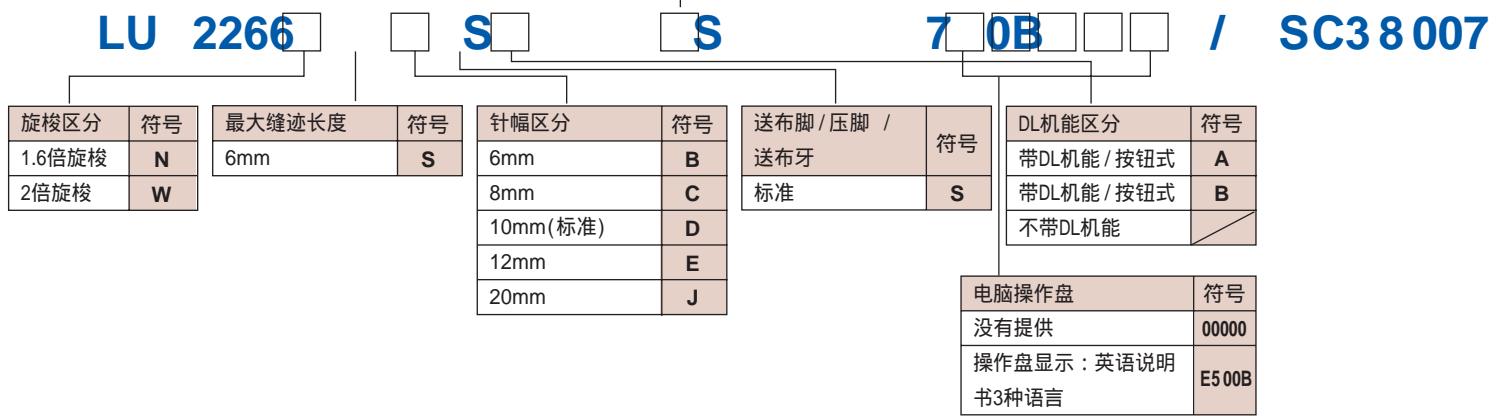 LU 2266□ □ S□ □S 7□0B□□□ / SC38007
旋梭区分 符号
1.6倍旋梭 N
2倍旋梭 W
最大缝迹长度 符号
6mm S
针幅区分 符号
6mm B
8mm C
10mm(标准) D
12mm E
20mm J
送布脚/压脚 /
送布牙 符号
标准 S
DL机能区分 符号
带DL机能/按钮式 A
带DL机能/按钮式 B
不带DL机能
电脑操作盘 符号
没有提供 00000
操作盘显示：英语说明
书3种语言 E500B